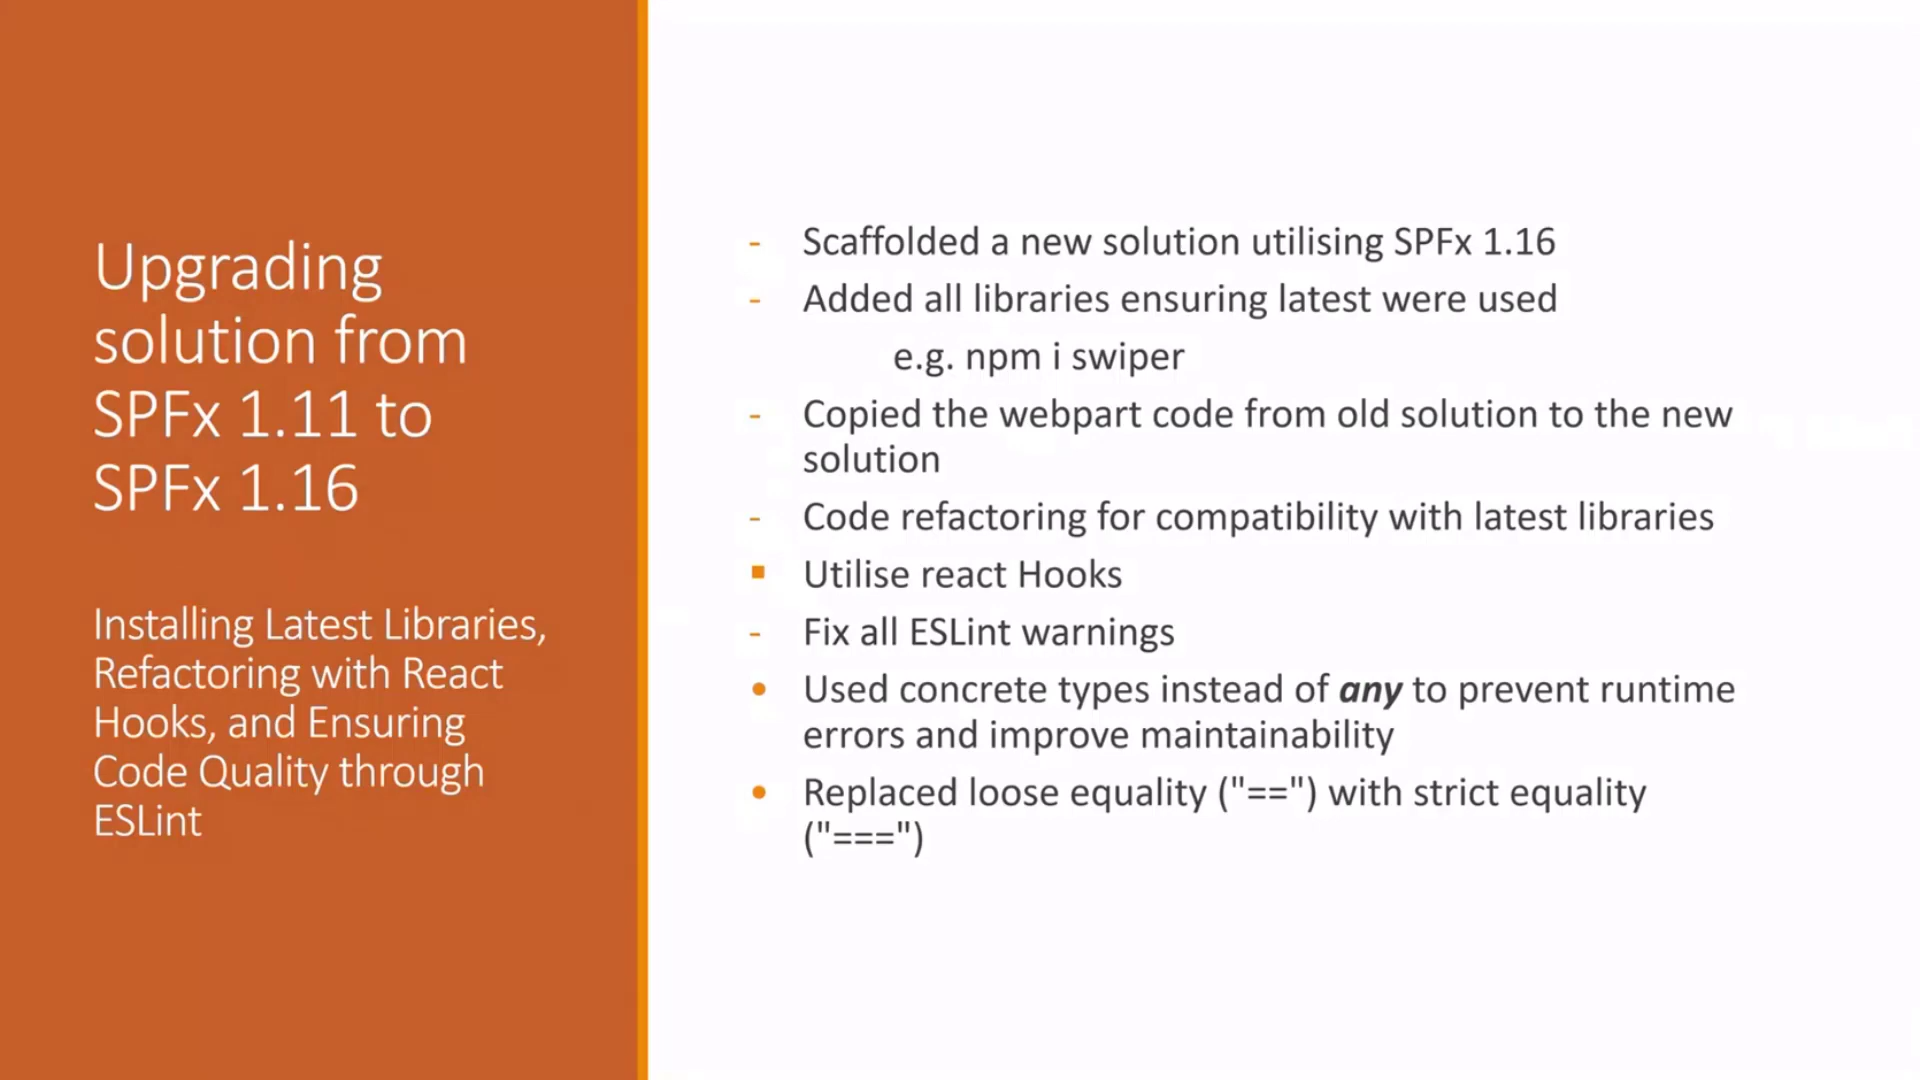 Upgrading
solution from
SPFx 1.11 to
SPFx 1.16
Installing Latest Libraries,
Refactoring with React
Hooks, and Ensuring
Code Quality through
ESLint
- Scaffolded a new solution utilising SPFx 1.16
- Added all libraries ensuring latest were used
e.g. npm i swiper
- Copied the webpart code from old solution to the new
solution
- Code refactoring for compatibility with latest libraries
▪ Utilise react Hooks
- Fix all ESLint warnings
• Used concrete types instead of any to prevent runtime
errors and improve maintainability
• Replaced loose equality ("==") with strict equality
("===")